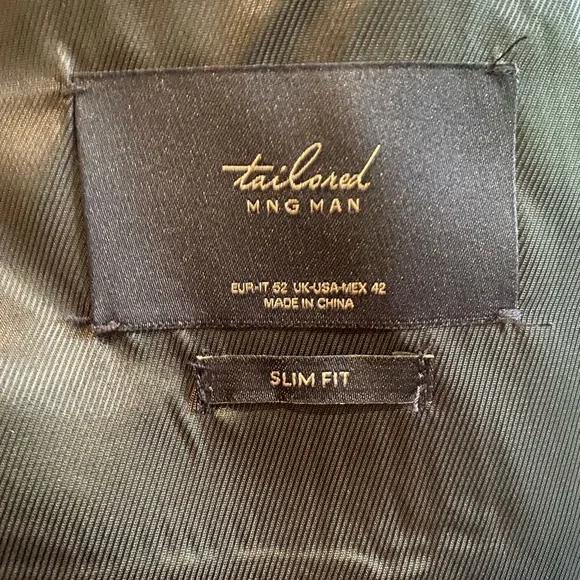 tailored
MNG MAN
EUR-IT 52 UK-USA-MEX 42
MADE IN CHINA
SLIM FIT